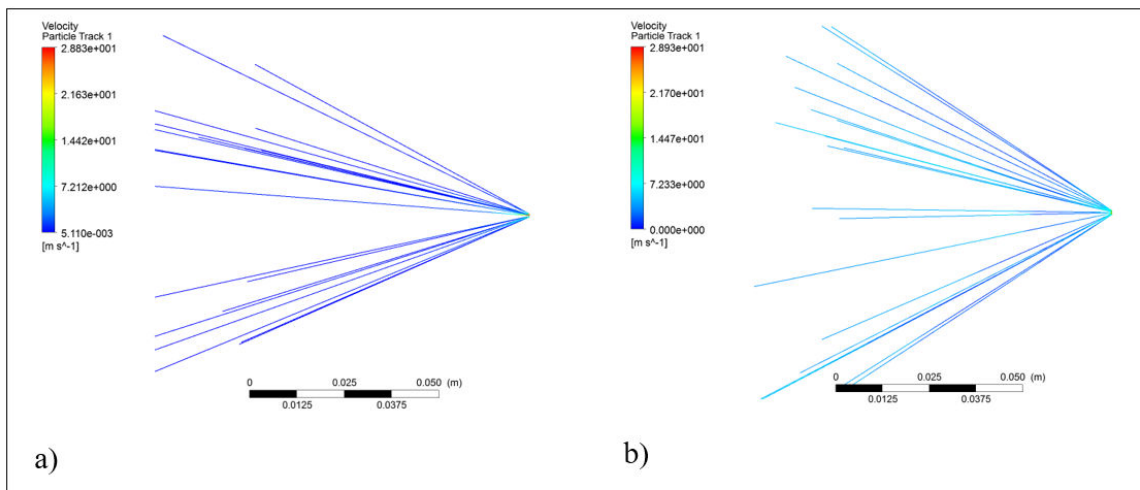 Velocity
Particle Track 1
2.883e+001
2.163e+001
1.442e+001
7.212e+000
5.110e-003
[m s^-1]
0 0.025 0.050 (m)
0.0125 0.0375
a)
Velocity
Particle Track 1
2.893e+001
2.170e+001
1.447e+001
7.233e+000
0.000e+000
[m s^-1]
0 0.025 0.050 (m)
0.0125 0.0375
b)